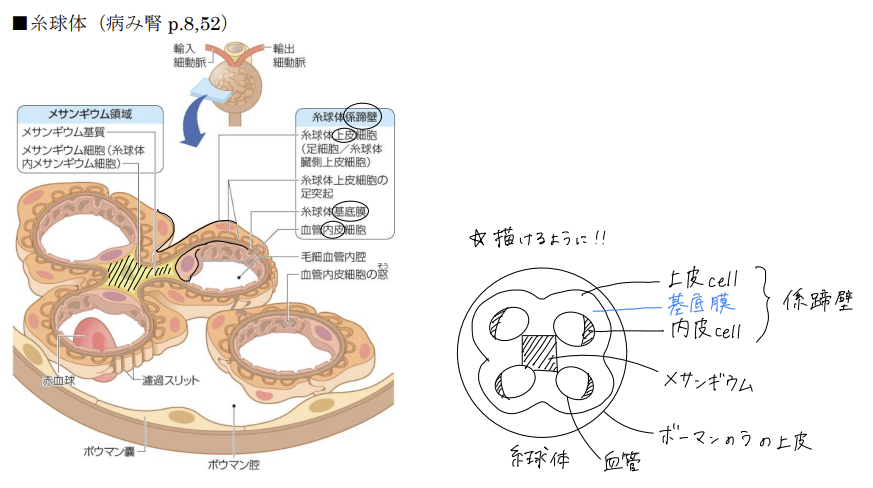 ■糸球体（病み腎 p.8,52）
輸入
細動脈
輸出
細動脈
メサンギウム領域
メサンギウム基質
メサンギウム細胞（糸球体
内メサンギウム細胞）
糸球体係蹄壁
糸球体上皮細胞
（足細胞／糸球体
臓側上皮細胞）
糸球体上皮細胞の
足突起
糸球体基底膜
血管内皮細胞
毛細血管内腔
そう
血管内皮細胞の窓
赤血球
濾過スリット
ボウマン嚢
ボウマン腔
☆描けるように!!
上皮cell
基底膜
内皮cell
係蹄壁
メサンギウム
ボーマンのうの上皮
糸球体
血管